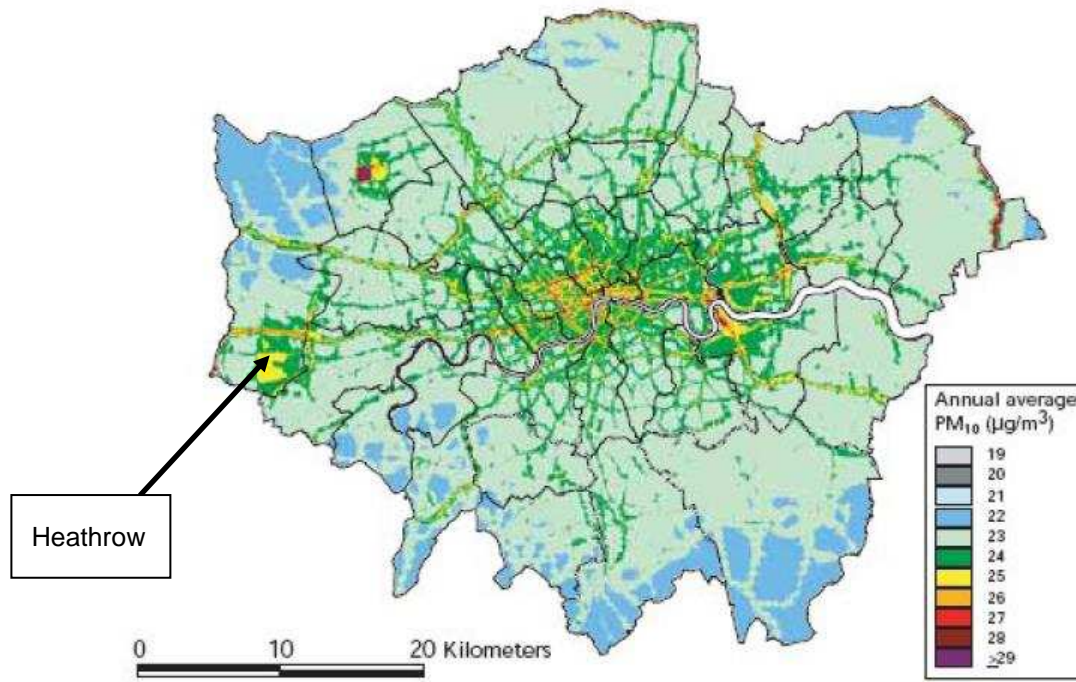 Heathrow
0 10 20 Kilometers
Annual average
PM₁₀ (µg/m³)
19
20
21
22
23
24
25
26
27
28
≥29